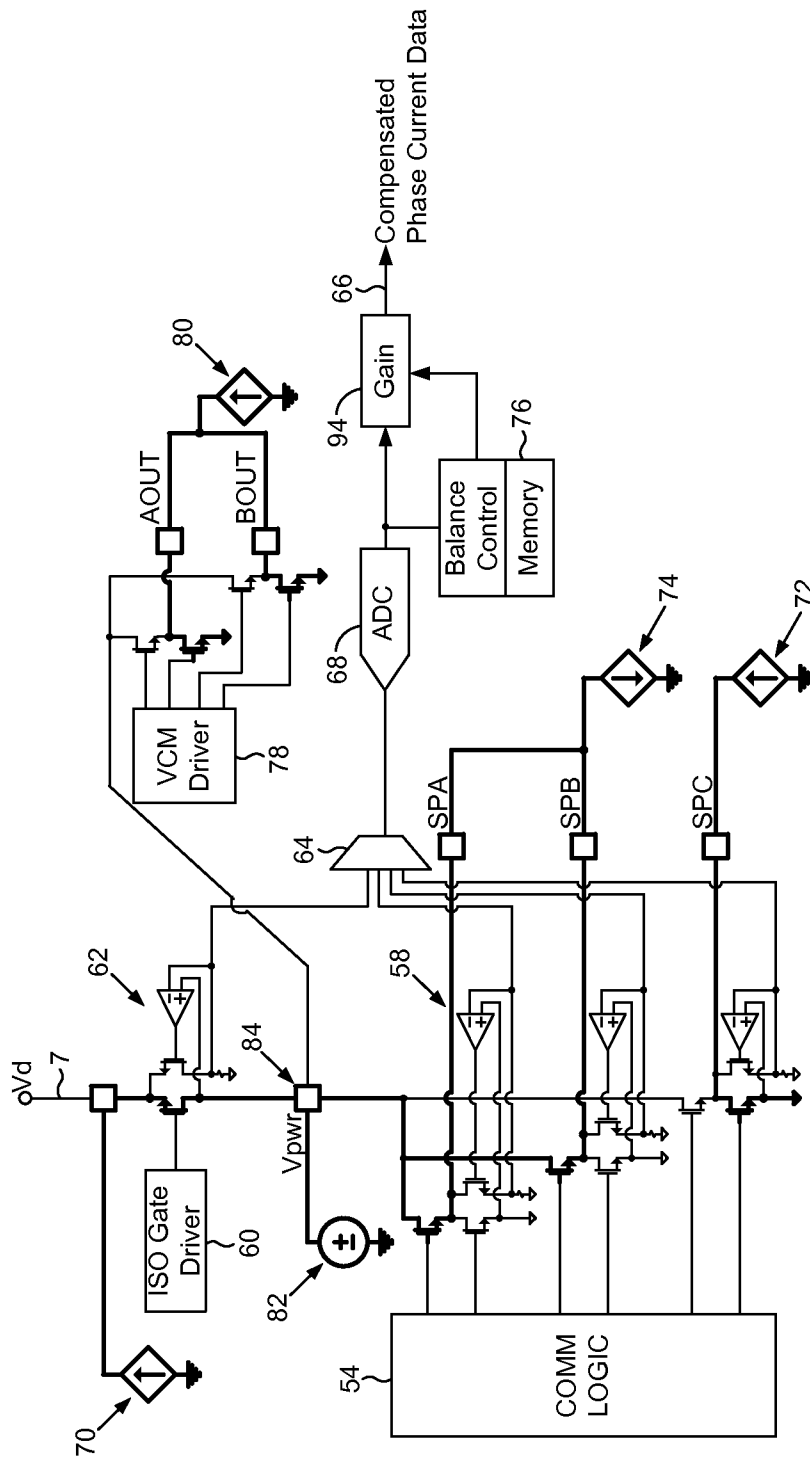 Vd
7
62
ISO Gate
Driver
60
70
Vpwr
84
82
VCM
Driver
78
AOUT
BOUT
80
58
64
ADC
68
Gain
94
66
Compensated
Phase Current Data
Balance
Control
Memory
76
COMM
LOGIC
54
SPA
SPB
SPC
74
72